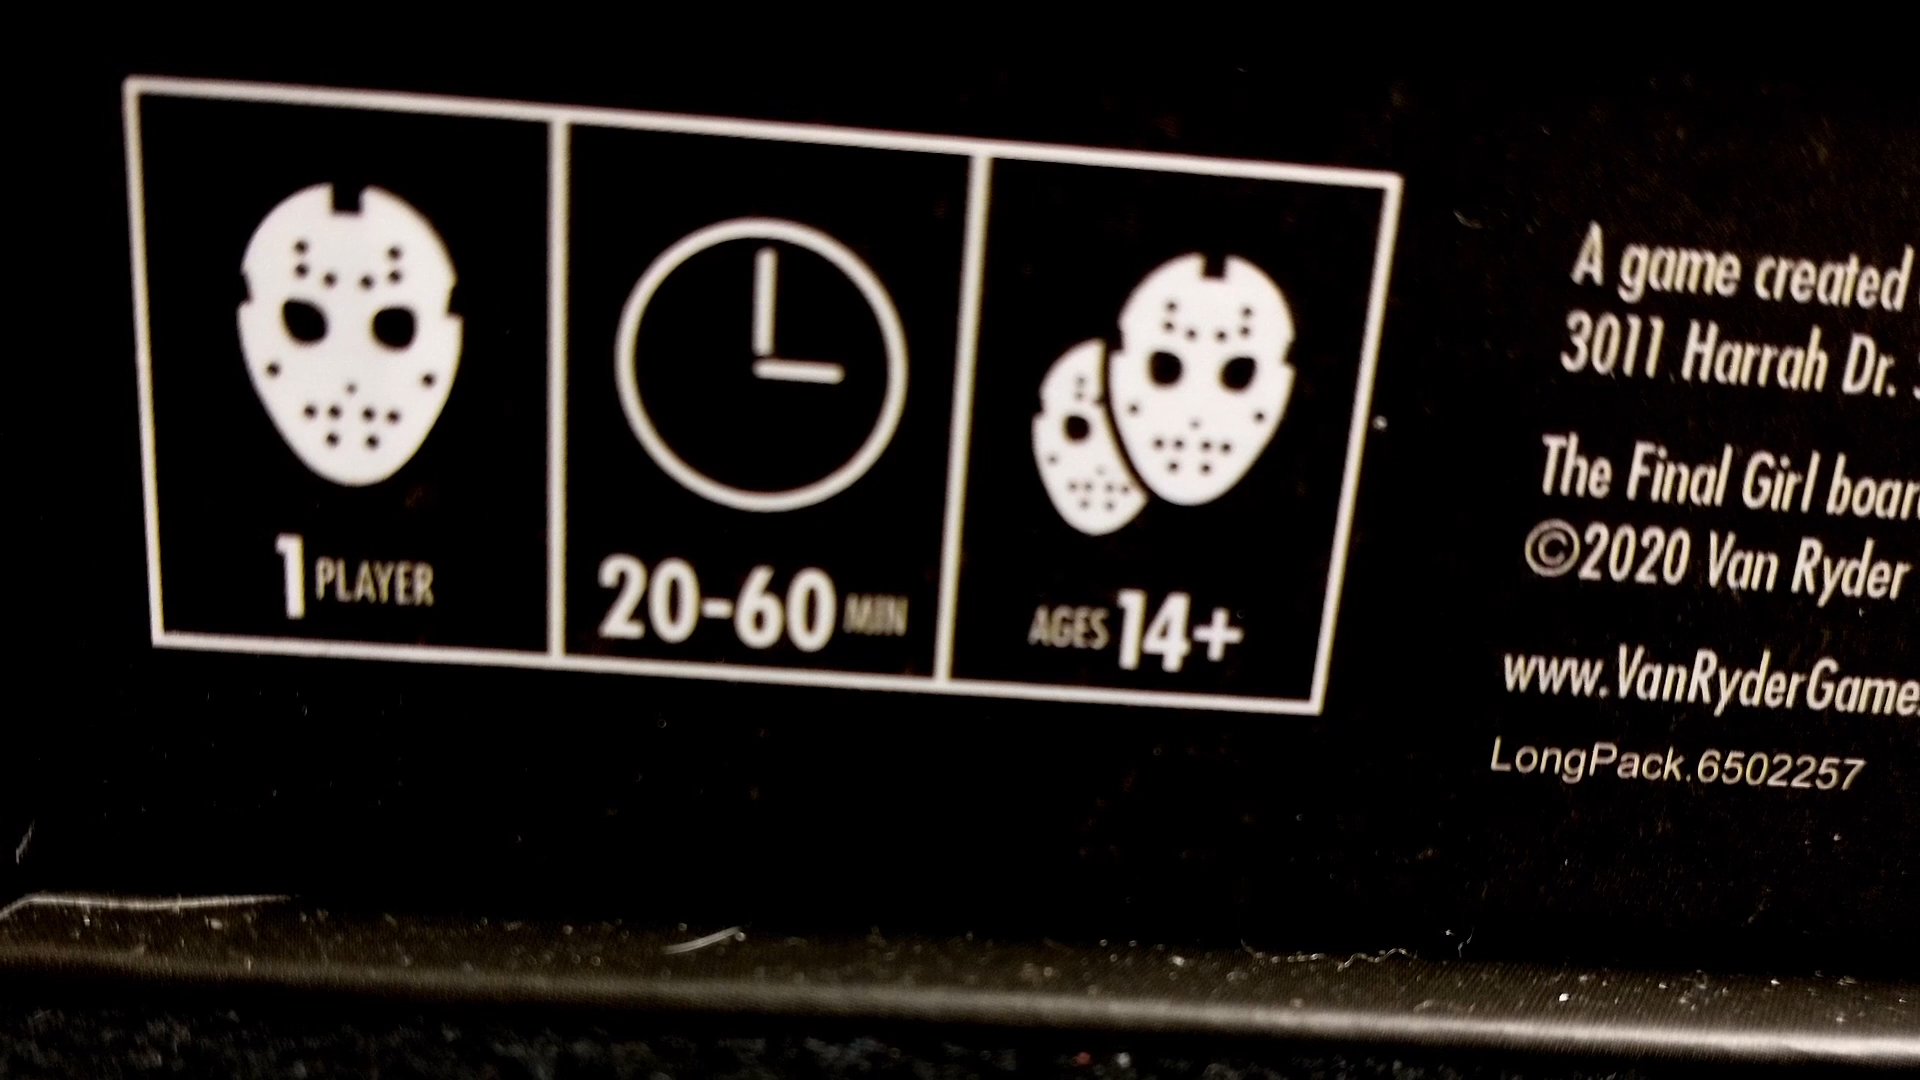 1 PLAYER
20-60 MIN
AGES 14+
A game created
3011 Harrah Dr.
The Final Girl
©2020 Van Ryder
www.VanRyderGame
LongPack.6502257